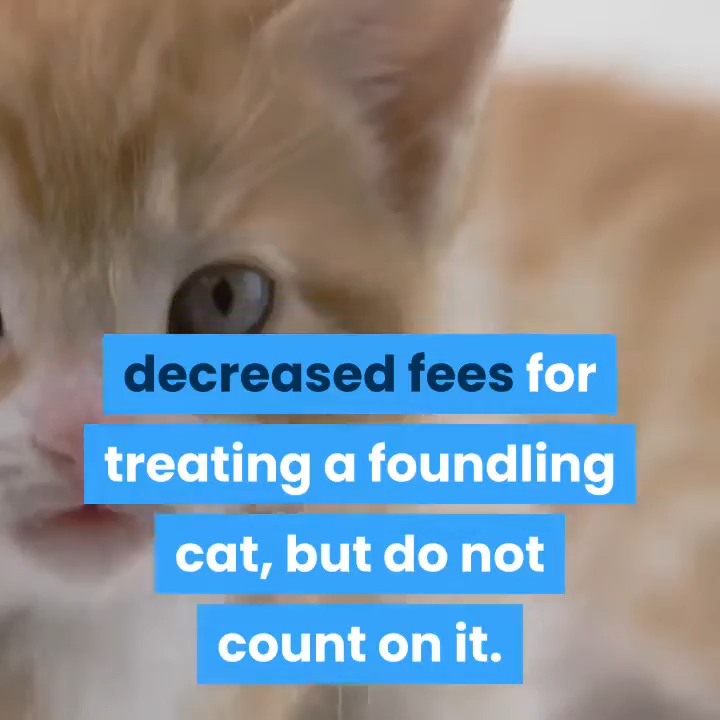 decreased fees for
treating a foundling
cat, but do not
count on it.